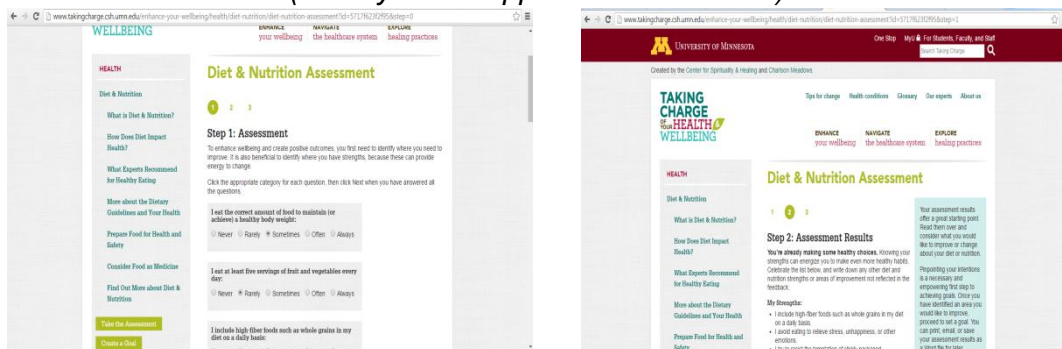 www.takingcharge.csh.umn.edu/enhance-your-wellbeing/health/diet-nutrition/diet-nutrition-assessment?id=5717f623f2f95&step=0
WELLBEING
ENHANCE
your wellbeing
NAVIGATE
the healthcare system
EXPLORE
healing practices
HEALTH
Diet & Nutrition
What is Diet & Nutrition?
How Does Diet Impact
Health?
What Experts Recommend
for Healthy Eating
More about the Dietary
Guidelines and Your Health
Prepare Food for Health and
Safety
Consider Food as Medicine
Find Out More about Diet &
Nutrition
Take the Assessment
Create a Goal
Diet & Nutrition Assessment
1 2 3
Step 1: Assessment
To enhance wellbeing and create positive outcomes, you first need to identify where you need to
improve. It is also beneficial to identify where you have strengths, because these can provide
energy to change.
Click the appropriate category for each question, then click Next when you have answered all
the questions.
I eat the correct amount of food to maintain (or
achieve) a healthy body weight:
Never Rarely Sometimes Often Always
I eat at least five servings of fruit and vegetables every
day:
Never Rarely Sometimes Often Always
I include high-fiber foods such as whole grains in my
diet on a daily basis:
www.takingcharge.csh.umn.edu/enhance-your-wellbeing/health/diet-nutrition/diet-nutrition-assessment?id=5717f623f2f95&step=1
UNIVERSITY OF MINNESOTA
One Stop MyU For Students, Faculty, and Staff
Search Taking Charge
Created by the Center for Spirituality & Healing and Charlson Meadows.
TAKING
CHARGE
OF YOUR HEALTH &
WELLBEING
Tips for change Health conditions Glossary Our experts About us
ENHANCE
your wellbeing
NAVIGATE
the healthcare system
EXPLORE
healing practices
HEALTH
Diet & Nutrition
What is Diet & Nutrition?
How Does Diet Impact
Health?
What Experts Recommend
for Healthy Eating
More about the Dietary
Guidelines and Your Health
Prepare Food for Health and
Safety
Diet & Nutrition Assessment
1 2 3
Step 2: Assessment Results
You're already making some healthy choices. Knowing your
strengths can energize you to make even more healthy habits.
Celebrate the list below, and write down any other diet and
nutrition strengths or areas of improvement not reflected in the
feedback.
My Strengths:
I include high-fiber foods such as whole grains in my diet
on a daily basis.
I avoid eating to relieve stress, unhappiness, or other
emotions.
Your assessment results
offer a great starting point.
Read them over and
consider what you would
like to improve or change
about your diet or nutrition.
Pinpointing your intentions
is a necessary and
empowering first step to
achieving goals. Once you
have identified an area you
would like to improve,
proceed to set a goal. You
can print, email, or save
your assessment results as
a Word file for later